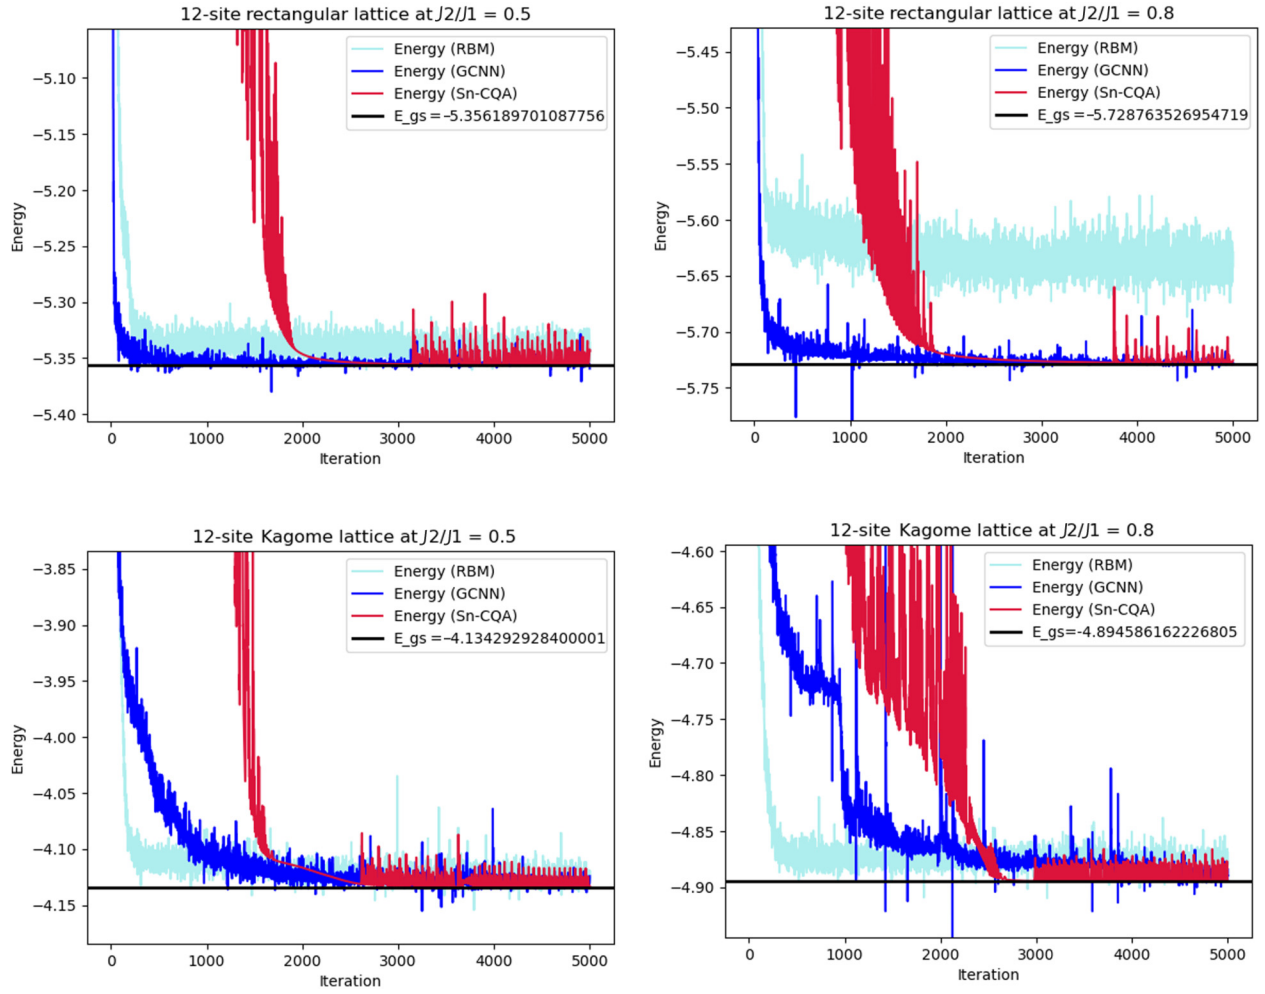 12-site rectangular lattice at J2/J1 = 0.5
Energy (RBM)
Energy (GCNN)
Energy (Sn-CQA)
E_gs =–5.356189701087756
−5.10
−5.15
−5.20
−5.25
−5.30
−5.35
−5.40
Energy
0 1000 2000 3000 4000 5000
Iteration
12-site rectangular lattice at J2/J1 = 0.8
Energy (RBM)
Energy (GCNN)
Energy (Sn-CQA)
E_gs =–5.728763526954719
−5.45
−5.50
−5.55
−5.60
−5.65
−5.70
−5.75
Energy
0 1000 2000 3000 4000 5000
Iteration
12-site Kagome lattice at J2/J1 = 0.5
Energy (RBM)
Energy (GCNN)
Energy (Sn-CQA)
E_gs =–4.134292928400001
−3.85
−3.90
−3.95
−4.00
−4.05
−4.10
−4.15
Energy
0 1000 2000 3000 4000 5000
Iteration
12-site Kagome lattice at J2/J1 = 0.8
Energy (RBM)
Energy (GCNN)
Energy (Sn-CQA)
E_gs=-4.894586162226805
−4.60
−4.65
−4.70
−4.75
−4.80
−4.85
−4.90
Energy
0 1000 2000 3000 4000 5000
Iteration